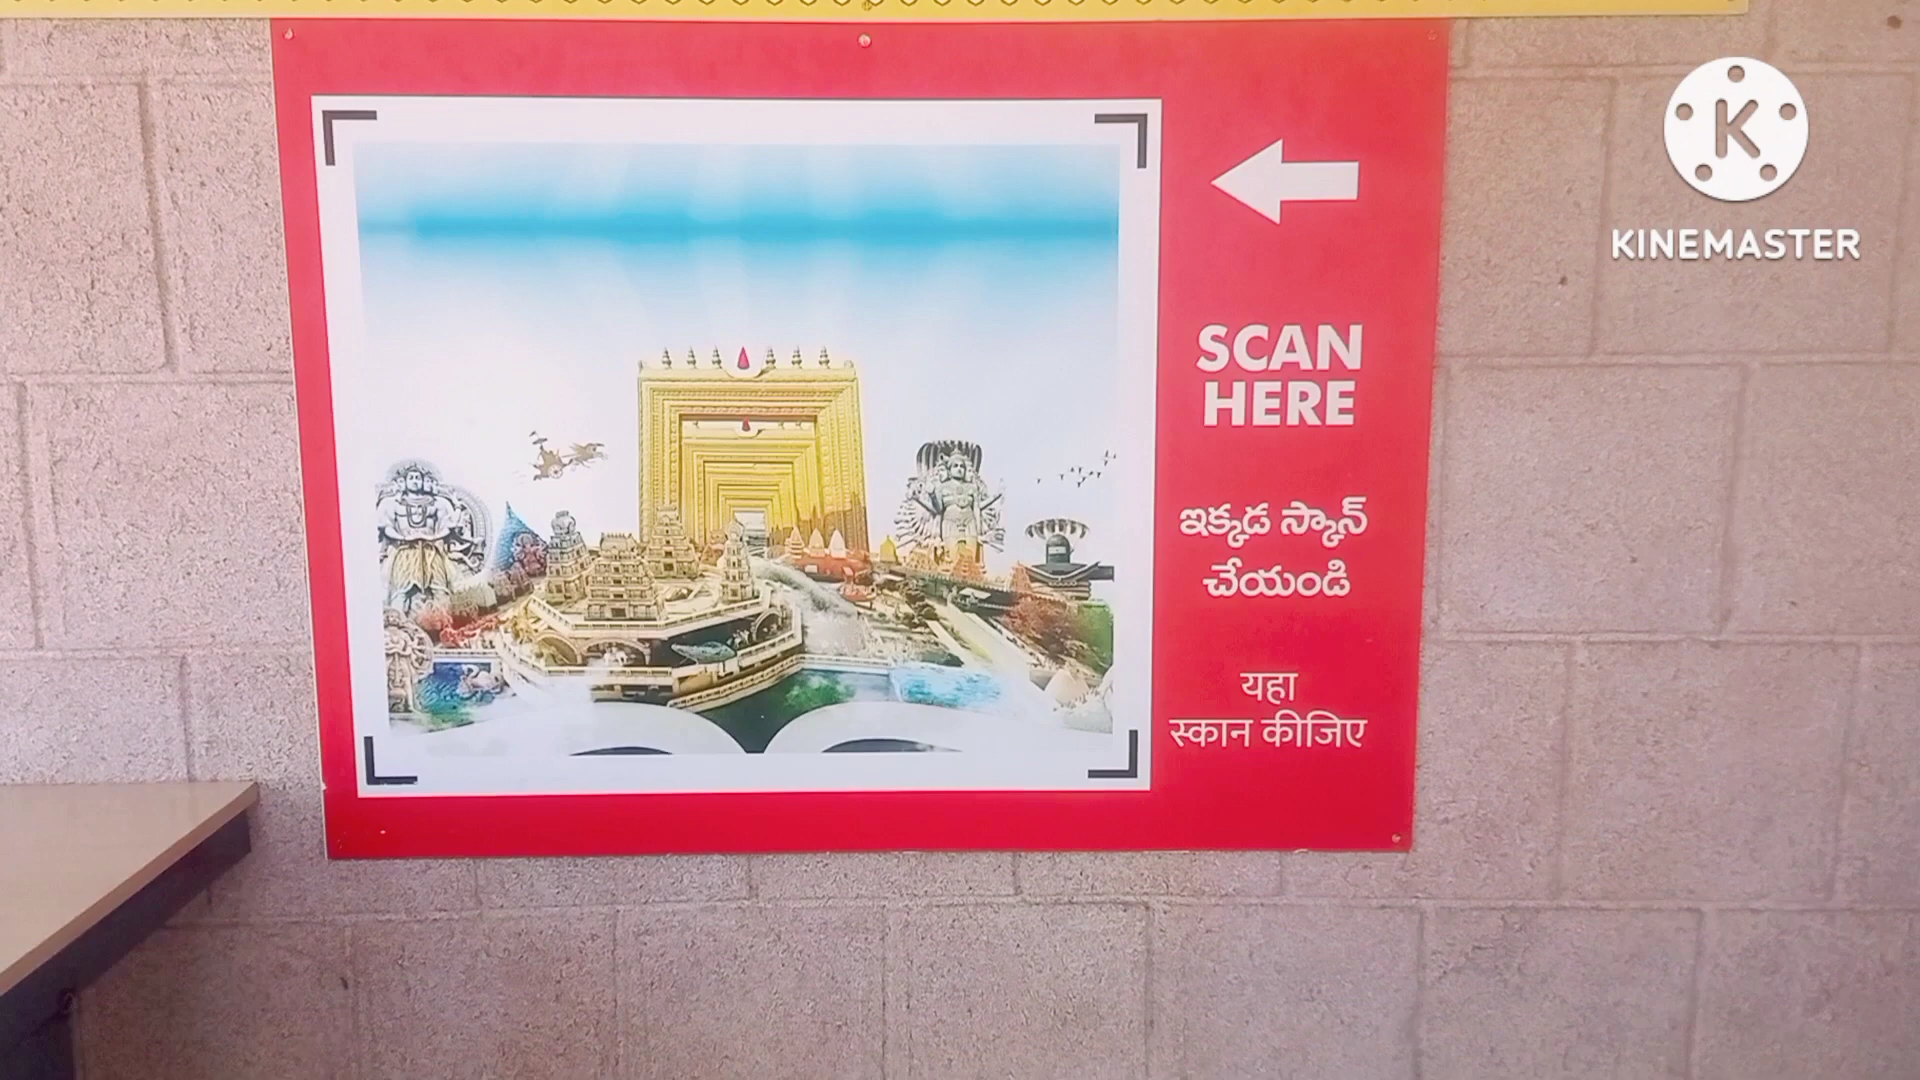 K
KINEMASTER
SCAN
HERE
ఇక్కడ స్కాన్
చేయండి
यहा
स्कान कीजिए